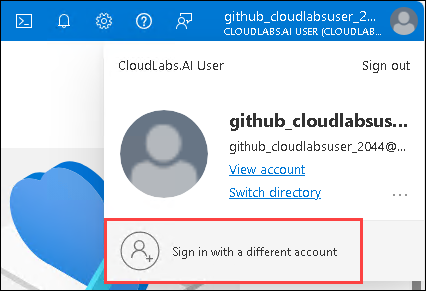 github_cloudlabsuser_2...
CLOUDLABS.AI USER (CLOUDLAB...
CloudLabs.AI User
Sign out
github_cloudlabsus...
github_cloudlabsuser_2044@...
View account
Switch directory
...
Sign in with a different account